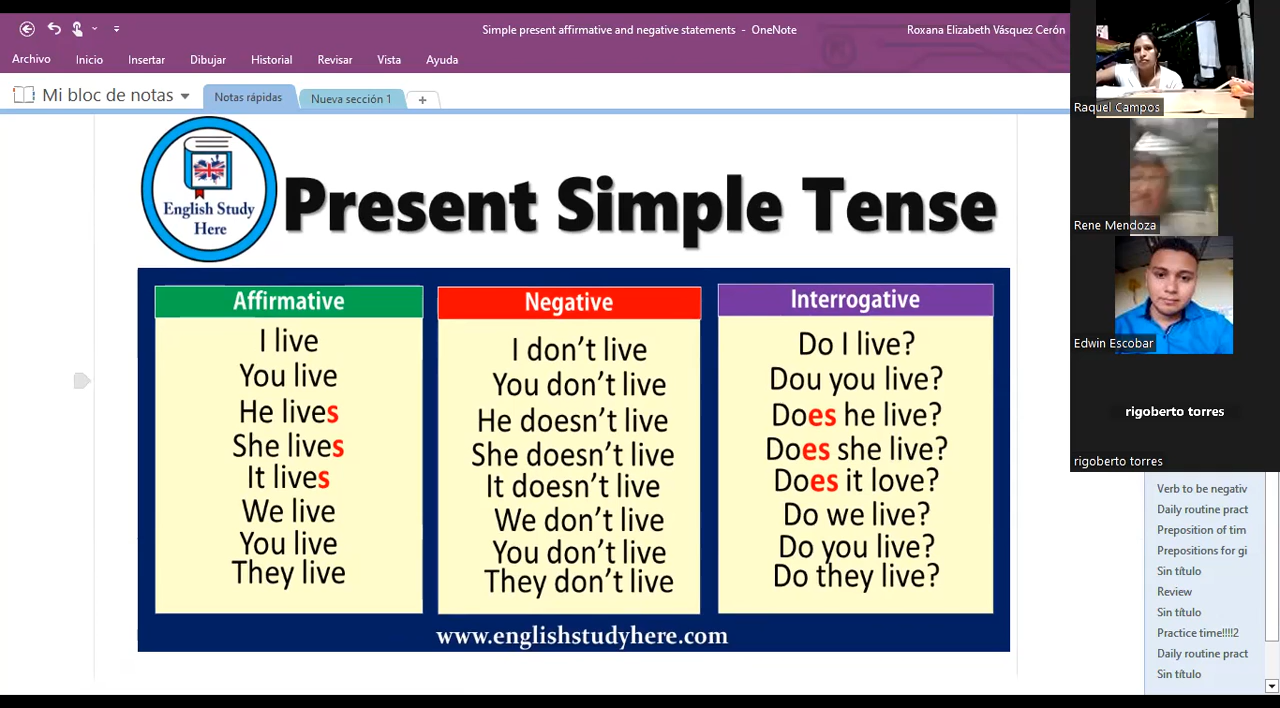 Simple present affirmative and negative statements - OneNote
Roxana Elizabeth Vásquez Cerón
Archivo Inicio Insertar Dibujar Historial Revisar Vista Ayuda
Mi bloc de notas
Notas rápidas
Nueva sección 1
English Study
Here
Present Simple Tense
Affirmative
I live
You live
He lives
She lives
It lives
We live
You live
They live
Negative
I don't live
You don't live
He doesn't live
She doesn't live
It doesn't live
We don't live
You don't live
They don't live
Interrogative
Do I live?
Dou you live?
Does he live?
Does she live?
Does it love?
Do we live?
Do you live?
Do they live?
www.englishstudyhere.com
Raquel Campos
Rene Mendoza
Edwin Escobar
rigoberto torres
rigoberto torres
Verb to be negativ
Daily routine pract
Preposition of tim
Prepositions for gi
Sin título
Review
Sin título
Practice time!!!!2
Daily routine pract
Sin título